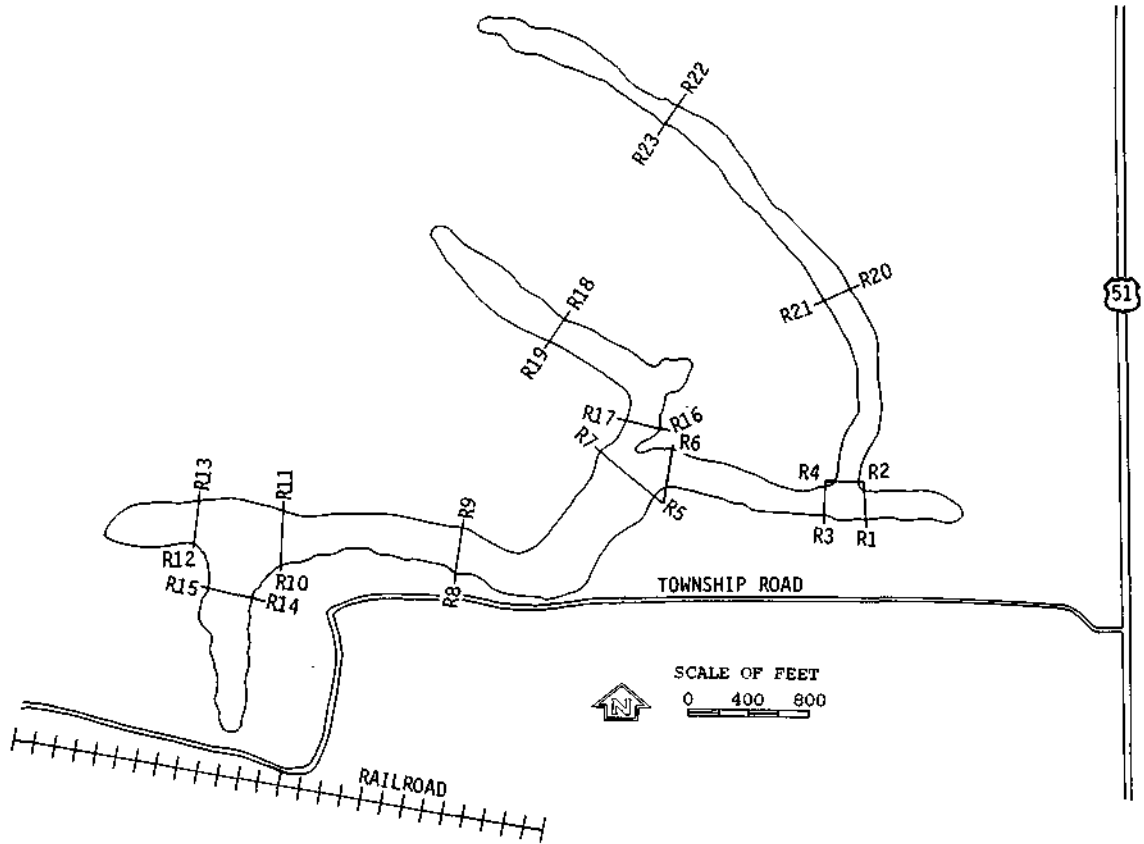 R22
R23
R20
51
R21
R18
R19
R17
R16
R7
R6
R4
R2
R13
R11
R9
R5
R3
R1
R12
R10
R15
R14
R8
TOWNSHIP ROAD
SCALE OF FEET
N
0 400 800
RAILROAD